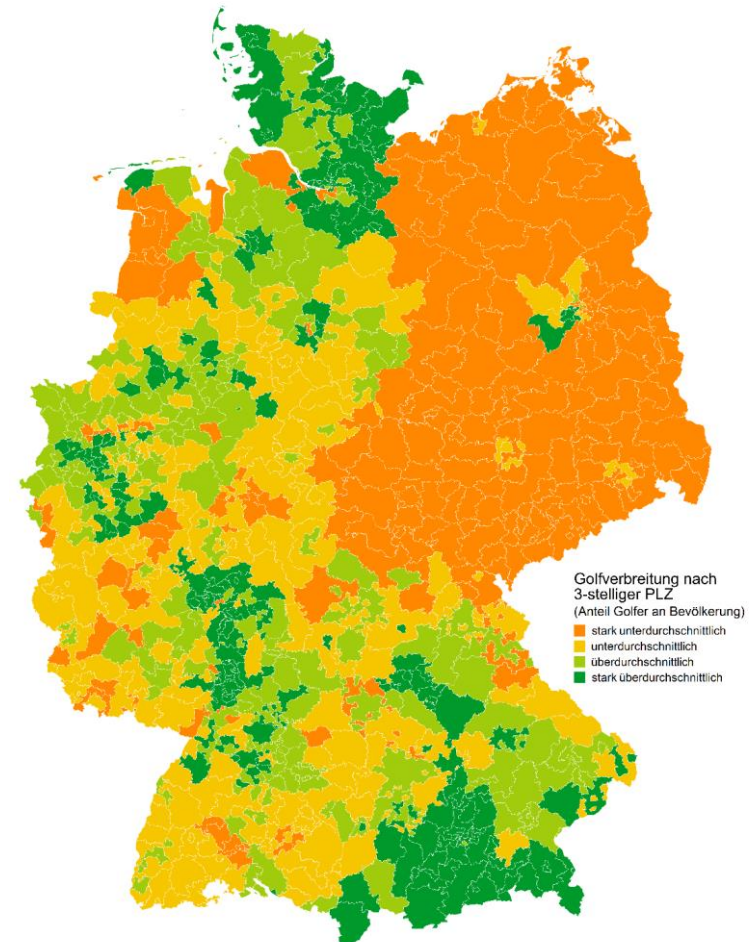 Golfverbreitung nach
3-stelliger PLZ
(Anteil Golfer an Bevölkerung)
stark unterdurchschnittlich
unterdurchschnittlich
überdurchschnittlich
stark überdurchschnittlich